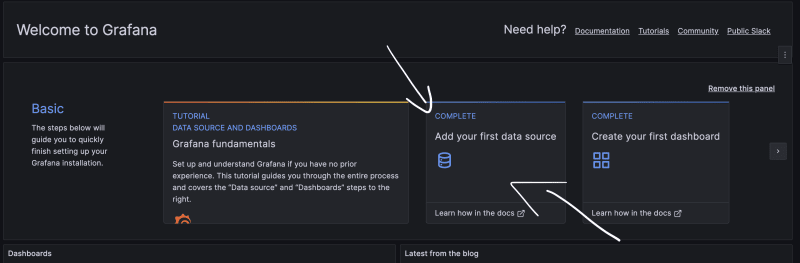 Welcome to Grafana
Need help? Documentation Tutorials Community Public Slack
Remove this panel
Basic
The steps below will
guide you to quickly
finish setting up your
Grafana installation.
TUTORIAL
DATA SOURCE AND DASHBOARDS
Grafana fundamentals
Set up and understand Grafana if you have no prior
experience. This tutorial guides you through the entire process
and covers the “Data source” and “Dashboards” steps to the
right.
COMPLETE
Add your first data source
Learn how in the docs
COMPLETE
Create your first dashboard
Learn how in the docs
Dashboards
Latest from the blog